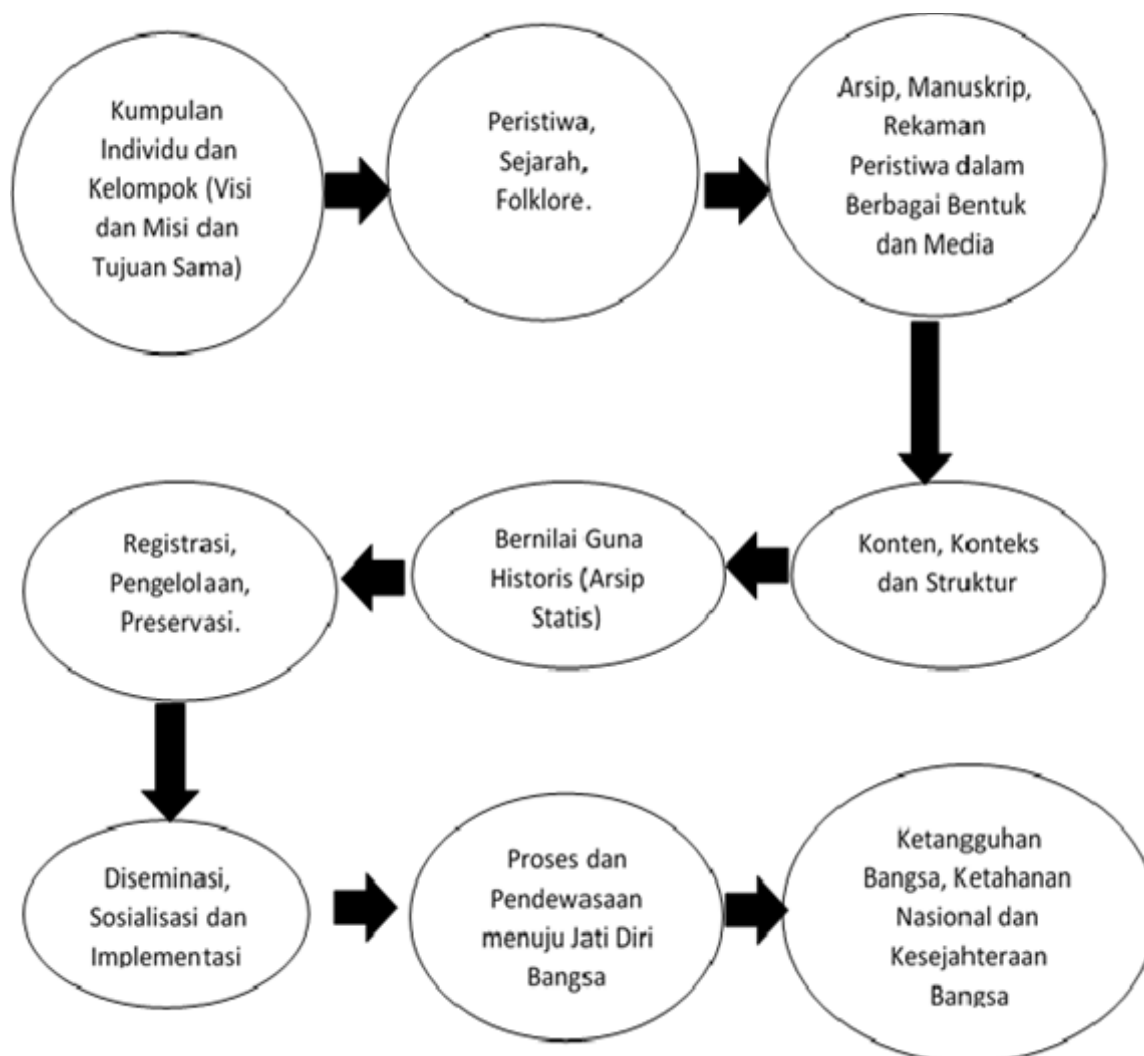 Kumpulan
Individu dan
Kelompok (Visi
dan Misi dan
Tujuan Sama)
Peristiwa,
Sejarah,
Folklore.
Arsip, Manuskrip,
Rekaman
Peristiwa dalam
Berbagai Bentuk
dan Media
Konten, Konteks
dan Struktur
Bernilai Guna
Historis (Arsip
Statis)
Registrasi,
Pengelolaan,
Preservasi.
Diseminasi,
Sosialisasi dan
Implementasi
Proses dan
Pendewasaan
menuju Jati Diri
Bangsa
Ketangguhan
Bangsa, Ketahanan
Nasional dan
Kesejahteraan
Bangsa